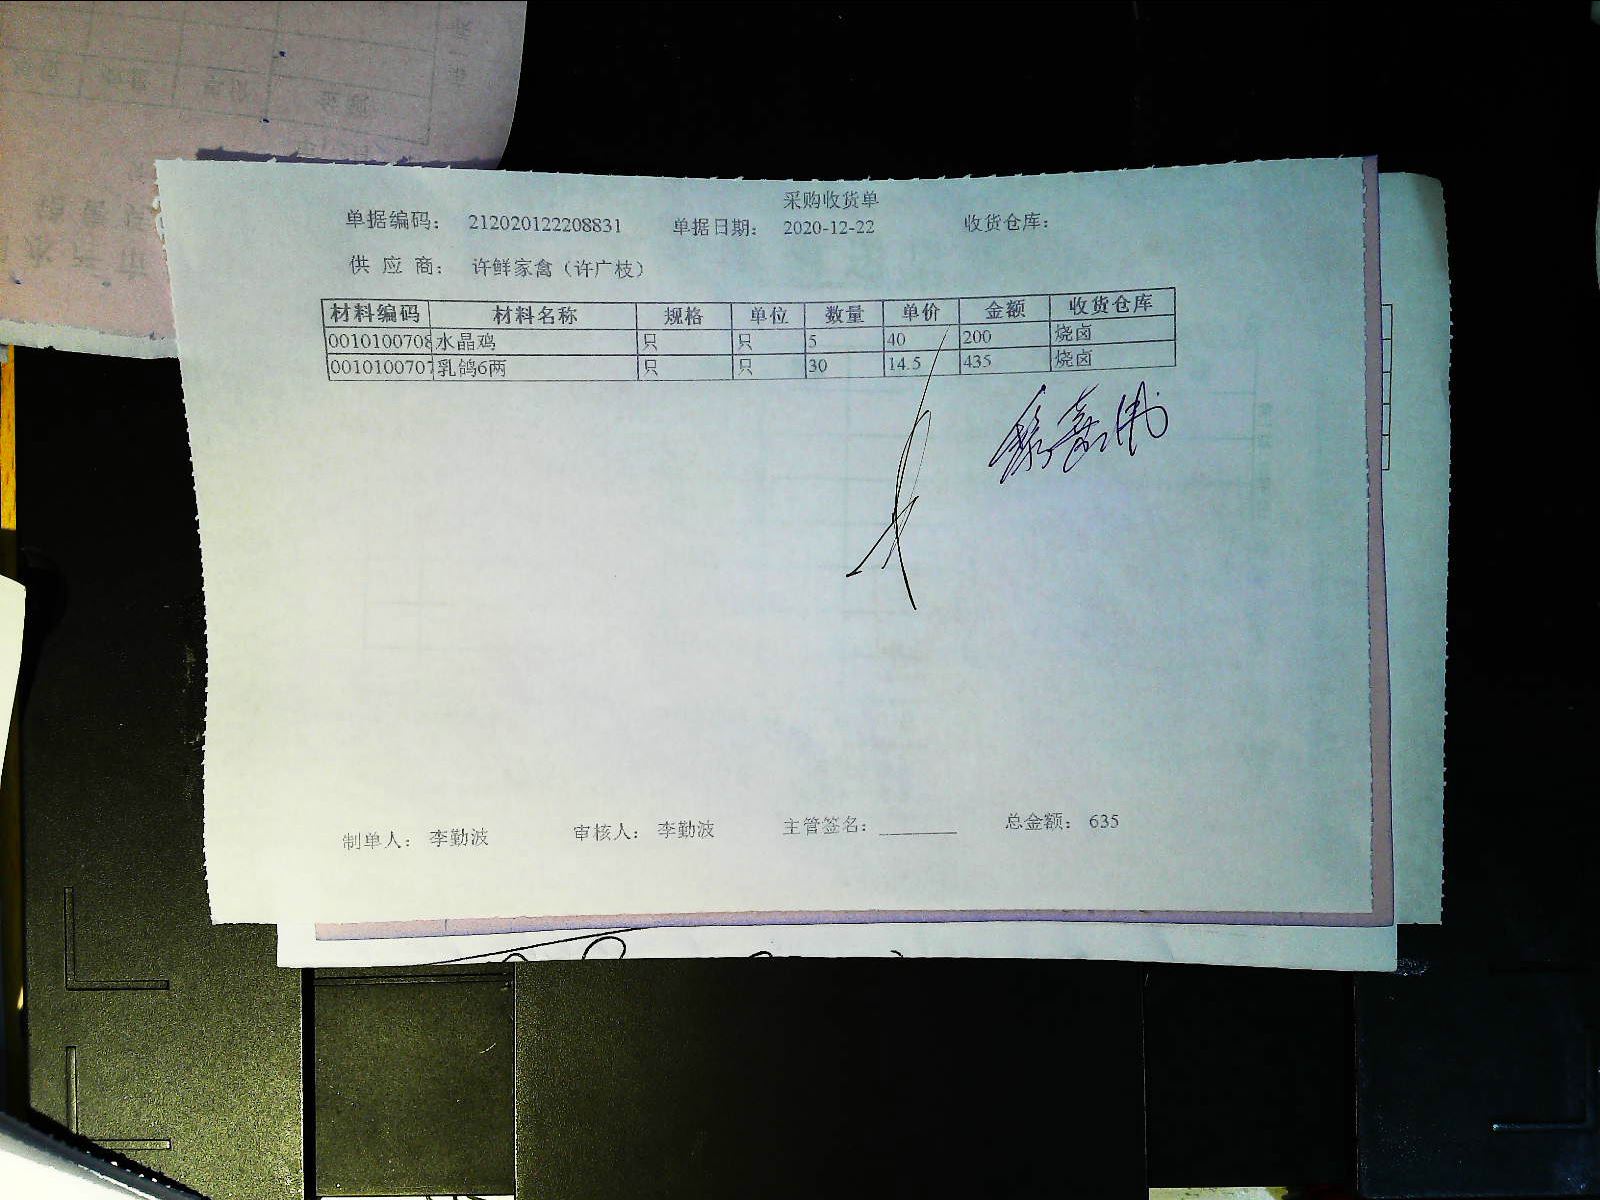 采购收货单
单据编码： 212020122208831 单据日期： 2020-12-22 收货仓库：
供 应 商： 许鲜家禽（许广枝）
材料编码 材料名称 规格 单位 数量 单价 金额 收货仓库
0010100708 水晶鸡 只 只 5 40 200 烧卤
0010100707 乳鸽6两 只 只 30 14.5 435 烧卤
制单人： 李勤波 审核人： 李勤波 主管签名： 总金额： 635